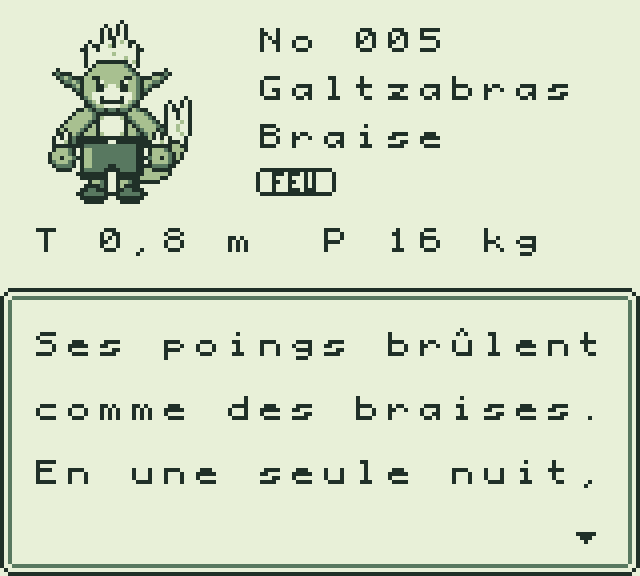 No 005
Galtzabras
Braise
FEU
T 0,8 m P 16 kg
Ses poings brûlent
comme des braises.
En une seule nuit,